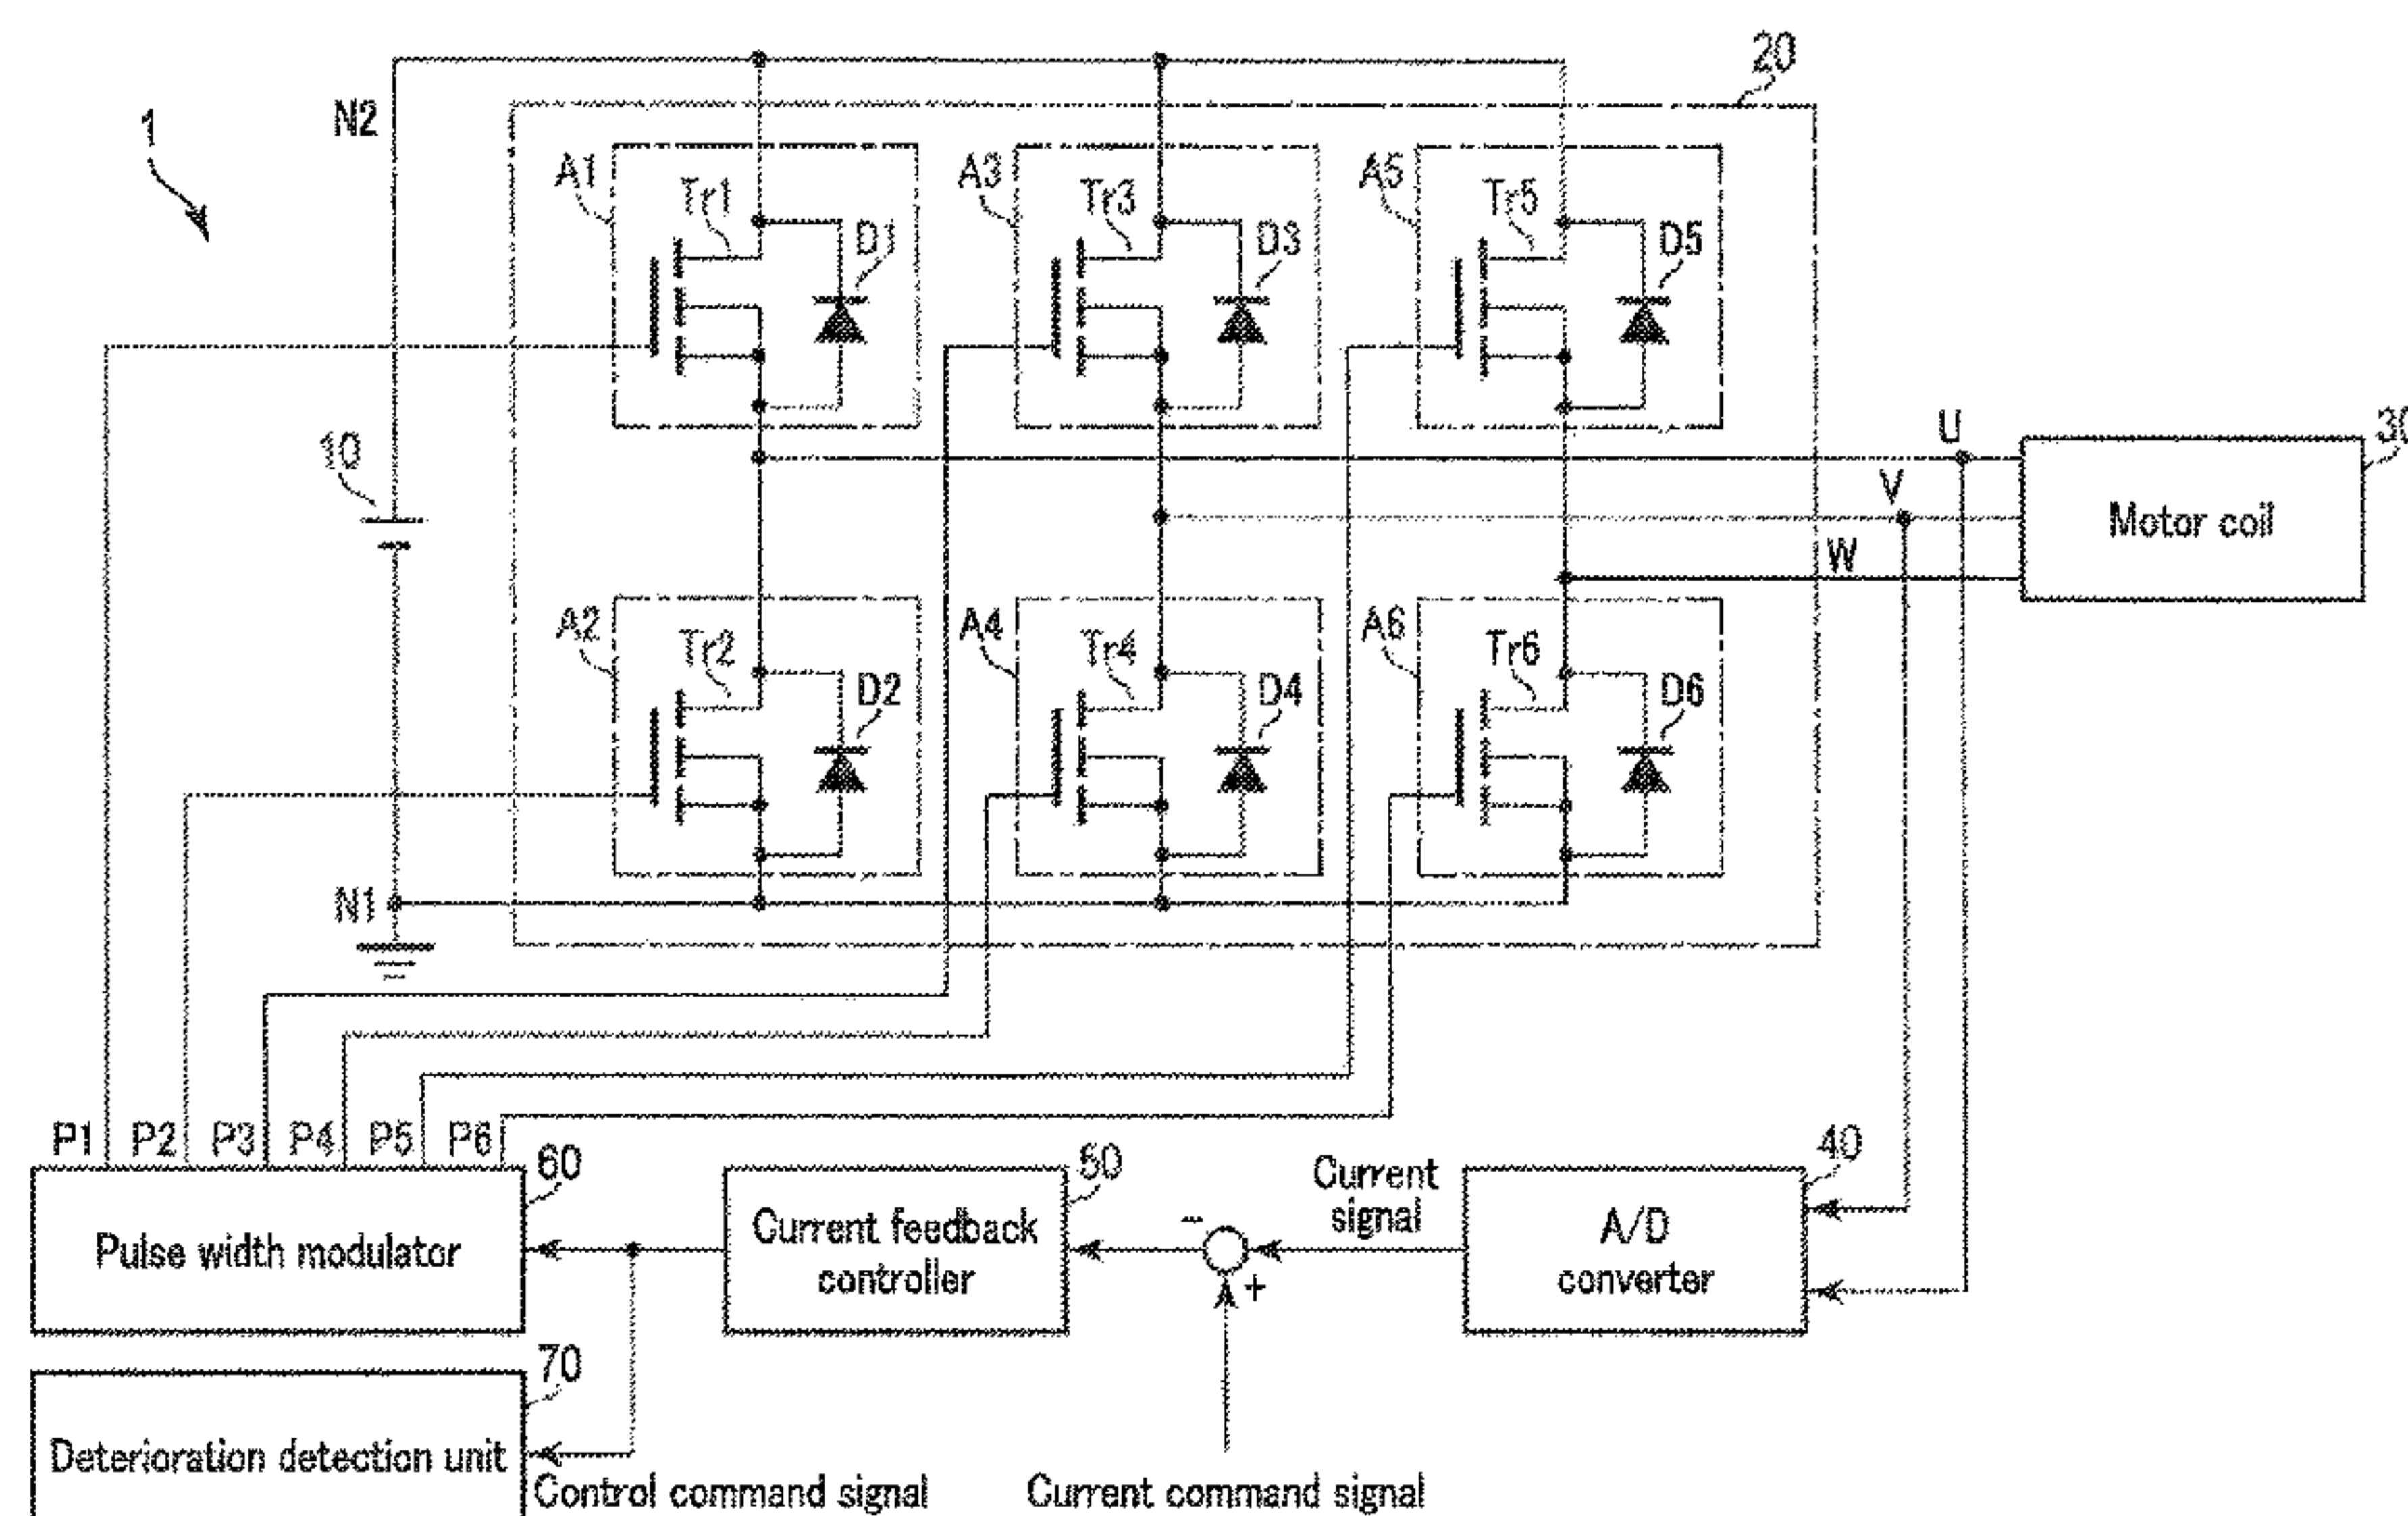 20
N2
1
A1
Tr1
D1
A3
Tr3
D3
A5
Tr5
D5
10
U
30
V
Motor coil
W
A2
Tr2
D2
A4
Tr4
D4
A6
Tr6
D6
N1
P1 P2 P3 P4 P5 P6
60
50
40
Current
signal
Pulse width modulator
Current feedback
controller
-
+
A/D
converter
70
Deterioration detection unit
Control command signal
Current command signal